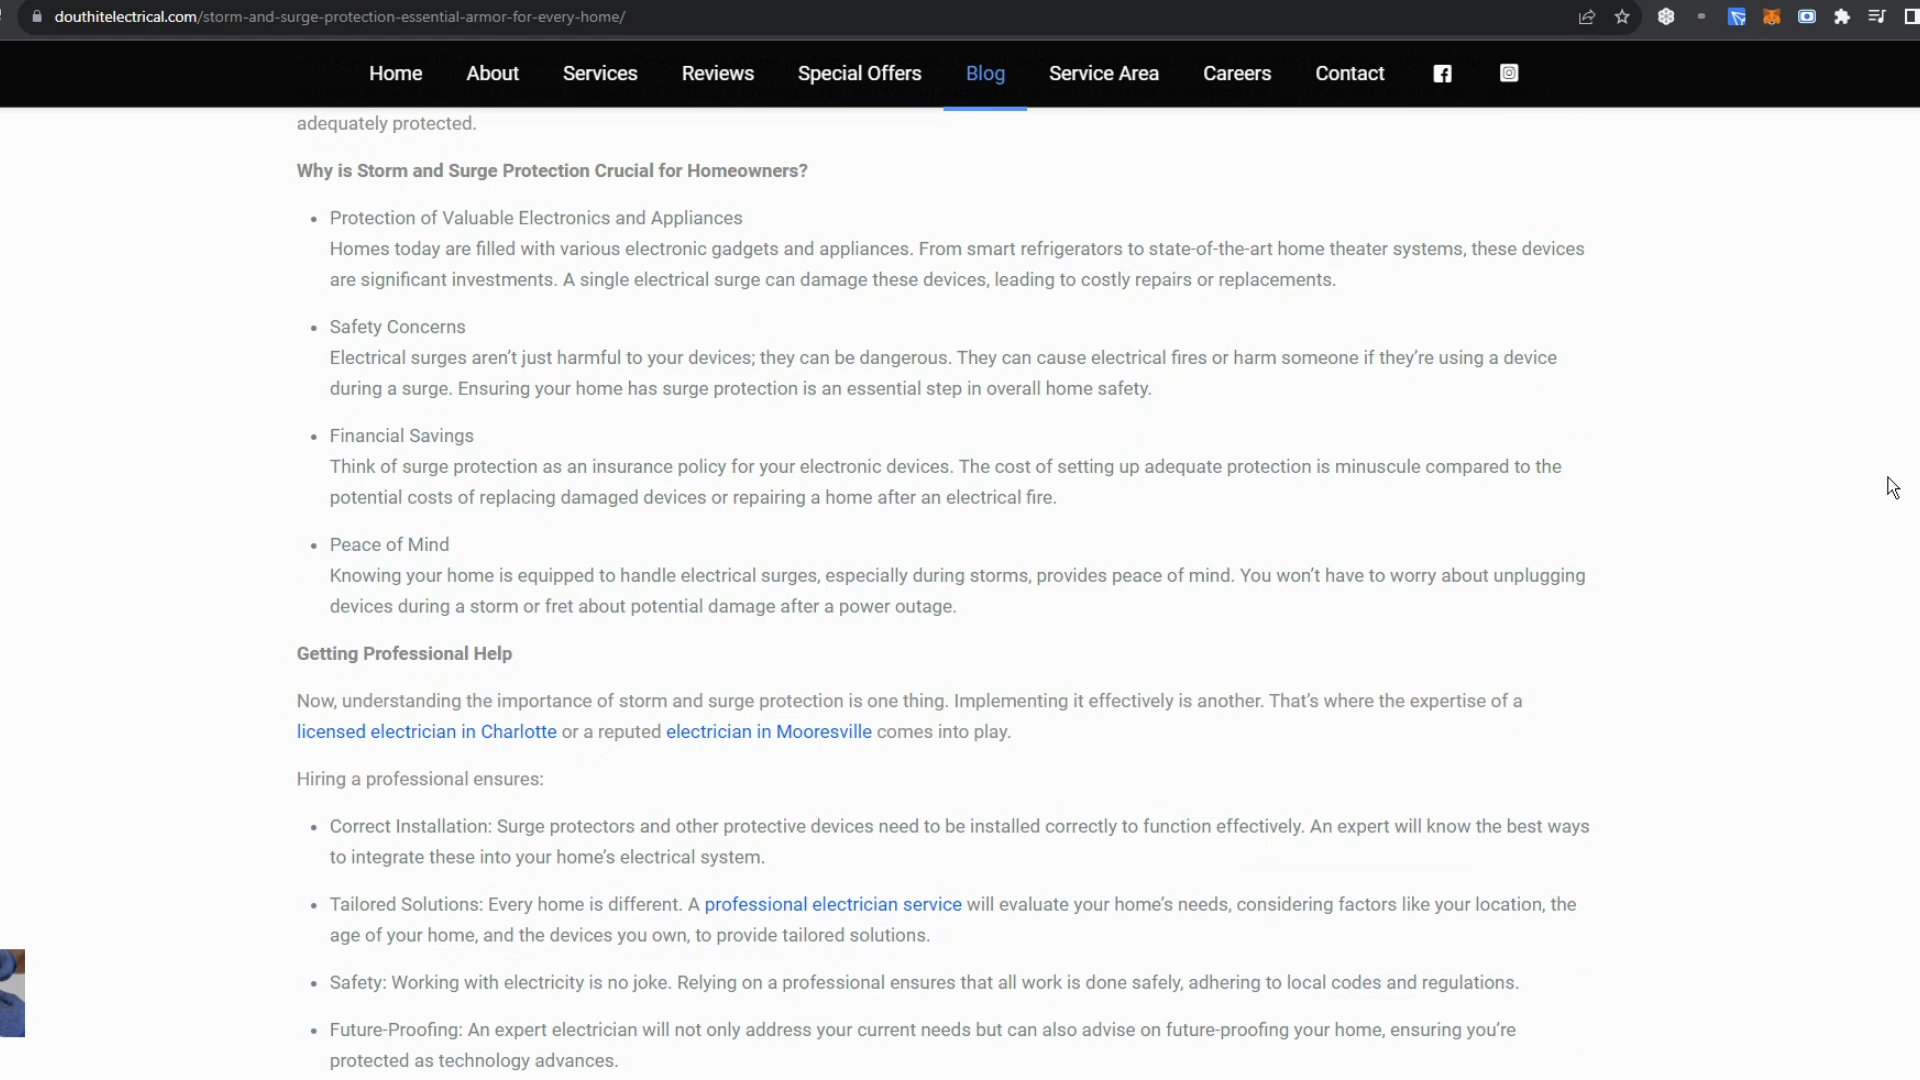 douthitelectrical.com/storm-and-surge-protection-essential-armor-for-every-home/
Home About Services Reviews Special Offers Blog Service Area Careers Contact
adequately protected.
Why is Storm and Surge Protection Crucial for Homeowners?
• Protection of Valuable Electronics and Appliances
Homes today are filled with various electronic gadgets and appliances. From smart refrigerators to state-of-the-art home theater systems, these devices
are significant investments. A single electrical surge can damage these devices, leading to costly repairs or replacements.
• Safety Concerns
Electrical surges aren’t just harmful to your devices; they can be dangerous. They can cause electrical fires or harm someone if they’re using a device
during a surge. Ensuring your home has surge protection is an essential step in overall home safety.
• Financial Savings
Think of surge protection as an insurance policy for your electronic devices. The cost of setting up adequate protection is minuscule compared to the
potential costs of replacing damaged devices or repairing a home after an electrical fire.
• Peace of Mind
Knowing your home is equipped to handle electrical surges, especially during storms, provides peace of mind. You won’t have to worry about unplugging
devices during a storm or fret about potential damage after a power outage.
Getting Professional Help
Now, understanding the importance of storm and surge protection is one thing. Implementing it effectively is another. That’s where the expertise of a
licensed electrician in Charlotte or a reputed electrician in Mooresville comes into play.
Hiring a professional ensures:
• Correct Installation: Surge protectors and other protective devices need to be installed correctly to function effectively. An expert will know the best ways
to integrate these into your home’s electrical system.
• Tailored Solutions: Every home is different. A professional electrician service will evaluate your home’s needs, considering factors like your location, the
age of your home, and the devices you own, to provide tailored solutions.
• Safety: Working with electricity is no joke. Relying on a professional ensures that all work is done safely, adhering to local codes and regulations.
• Future-Proofing: An expert electrician will not only address your current needs but can also advise on future-proofing your home, ensuring you’re
protected as technology advances.